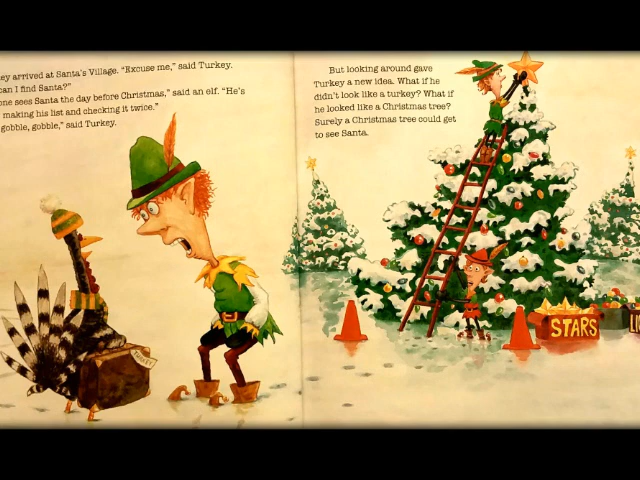 ey arrived at Santa's Village. "Excuse me," said Turkey.
can I find Santa?"
one sees Santa the day before Christmas," said an elf. "He's
making his list and checking it twice."
gobble, gobble," said Turkey.
But looking around gave
Turkey a new idea. What if he
didn't look like a turkey? What if
he looked like a Christmas tree?
Surely a Christmas tree could get
to see Santa.
STARS
LI